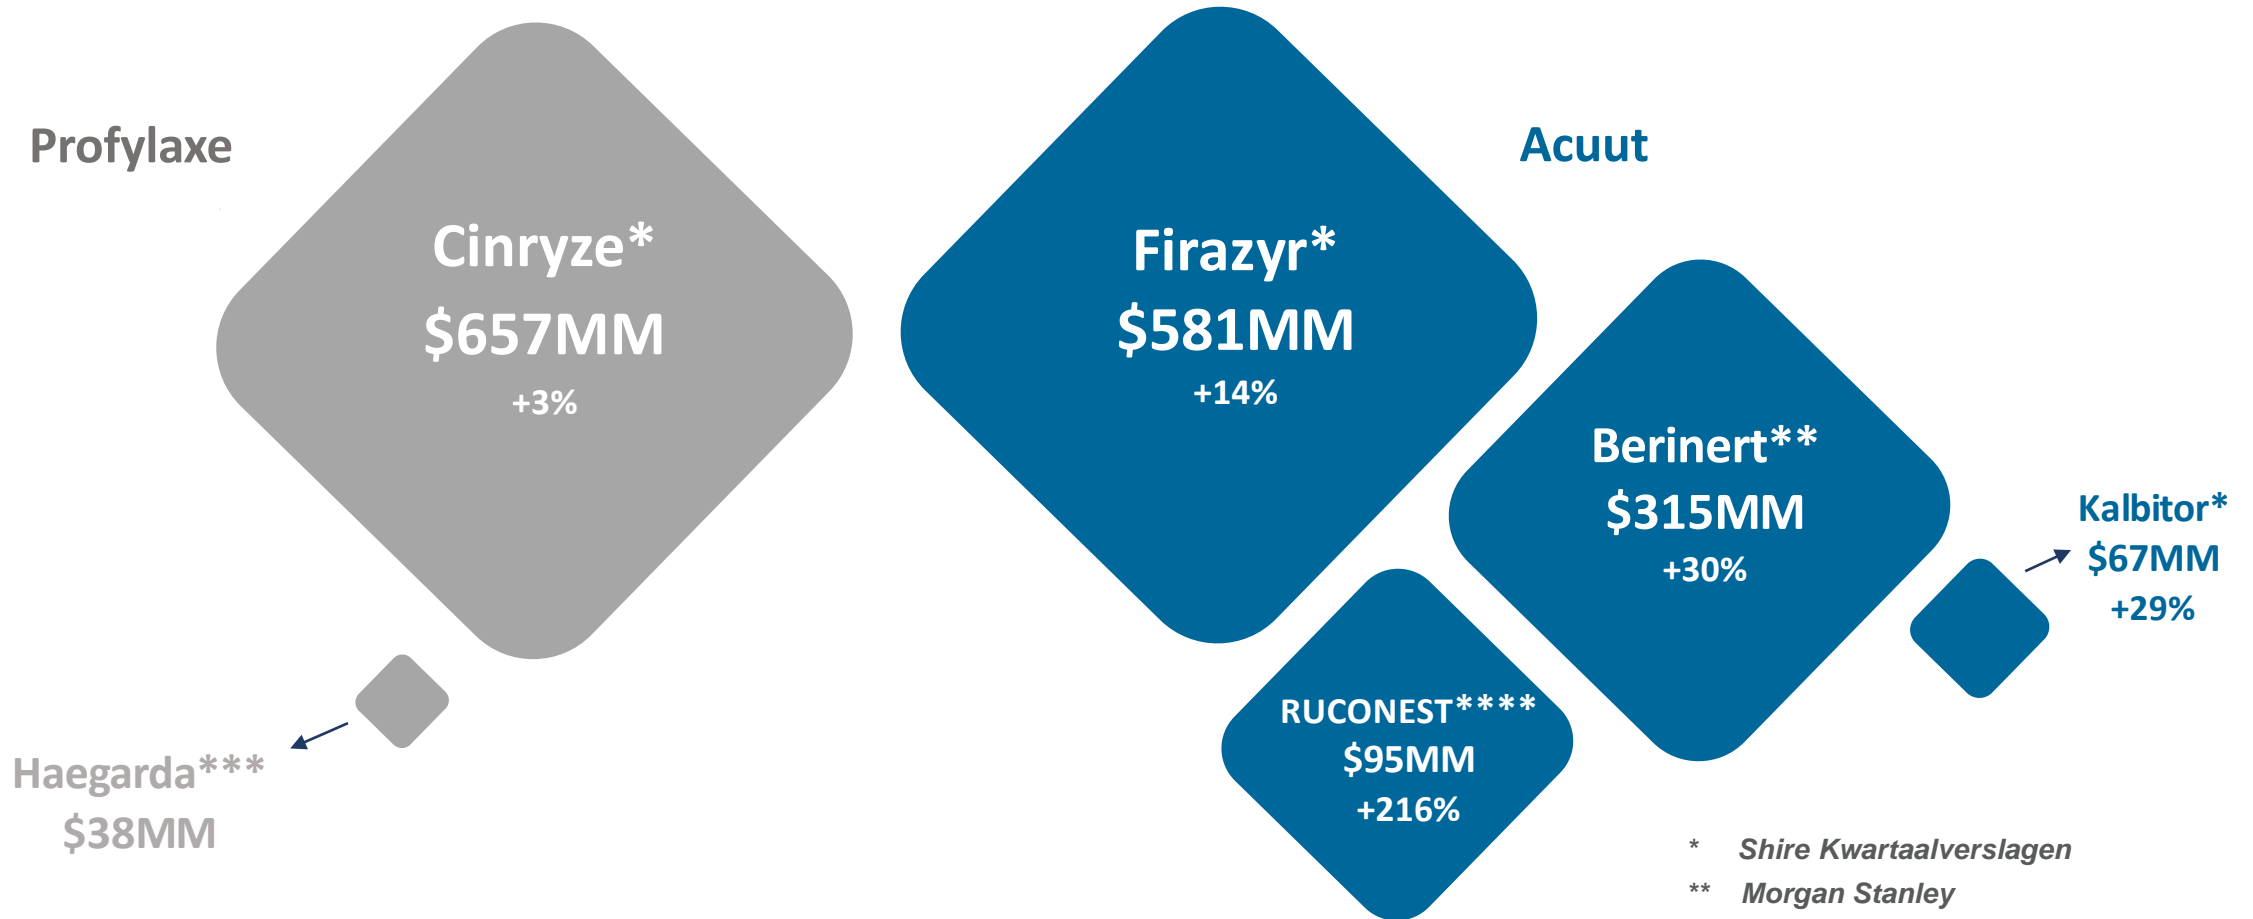 Profylaxe
Cinryze*
$657MM
+3%
Haegarda***
$38MM
Acuut
Firazyr*
$581MM
+14%
Berinert**
$315MM
+30%
Kalbitor*
$67MM
+29%
RUCONEST****
$95MM
+216%
* Shire Kwartaalverslagen
** Morgan Stanley